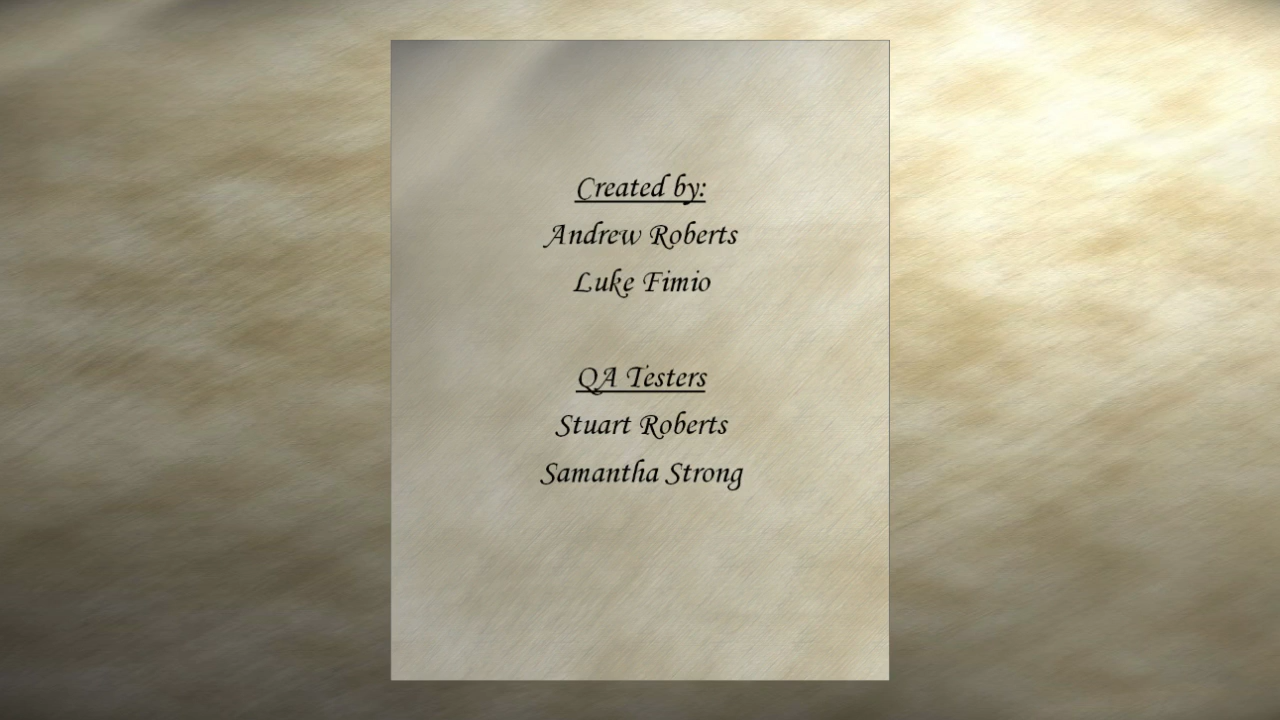 Created by:
Andrew Roberts
Luke Fimio
QA Testers
Stuart Roberts
Samantha Strong